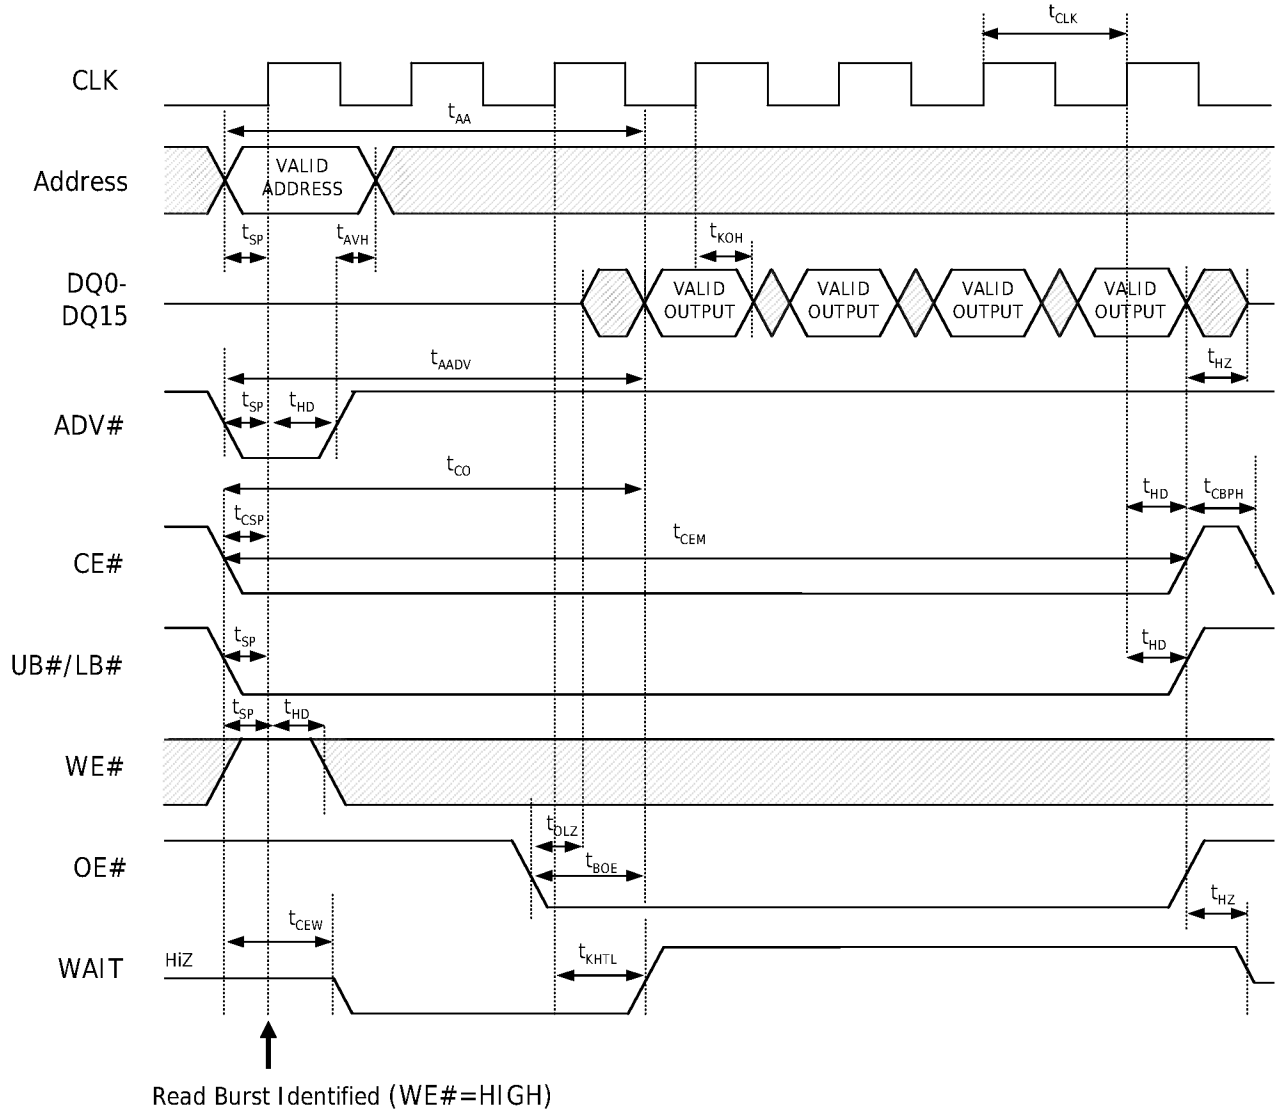 tCLK
CLK
tAA
Address
VALID
ADDRESS
tSP
tAVH
tKOH
DQ0-
DQ15
VALID
OUTPUT
VALID
OUTPUT
VALID
OUTPUT
VALID
OUTPUT
tHZ
tAADV
ADV#
tSP
tHD
tCO
tHD
tCBPH
tCSP
CE#
tCEM
UB#/LB#
tSP
tHD
tSP
tHD
WE#
OE#
tOLZ
tBOE
tHZ
tCEW
WAIT
HiZ
tKHTL
Read Burst Identified (WE#=HIGH)